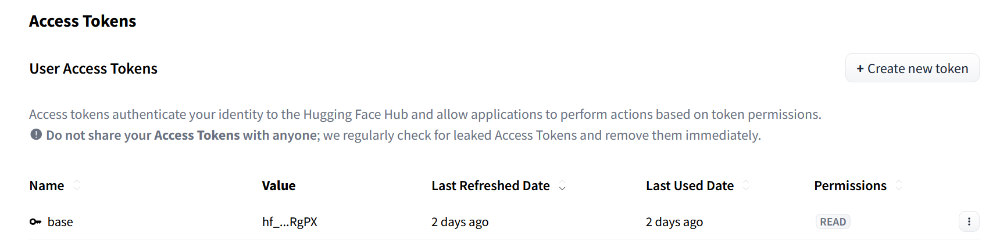 Access Tokens
User Access Tokens
+ Create new token
Access tokens authenticate your identity to the Hugging Face Hub and allow applications to perform actions based on token permissions.
Do not share your Access Tokens with anyone; we regularly check for leaked Access Tokens and remove them immediately.
Name Value Last Refreshed Date Last Used Date Permissions
base hf_...RgPX 2 days ago 2 days ago READ